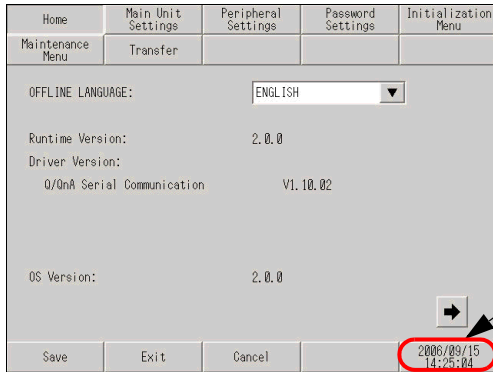 Home
Main Unit
Settings
Peripheral
Settings
Password
Settings
Initialization
Menu
Maintenance
Menu
Transfer
OFFLINE LANGUAGE:
ENGLISH
Runtime Version:
2.0.0
Driver Version:
Q/QnA Serial Communication
V1.10.02
OS Version:
2.0.0
Save
Exit
Cancel
2006/09/15
14:25:04